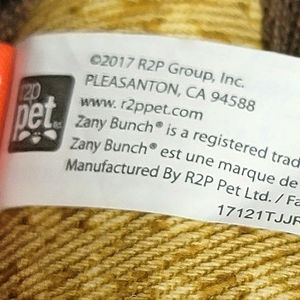 ©2017 R2P Group, Inc.
PLEASANTON, CA 94588
www. r2ppet.com
Zany Bunch® is a registered trad
Zany Bunch® est une marque de
Manufactured By R2P Pet Ltd. / Fa
17121TJJR
pet